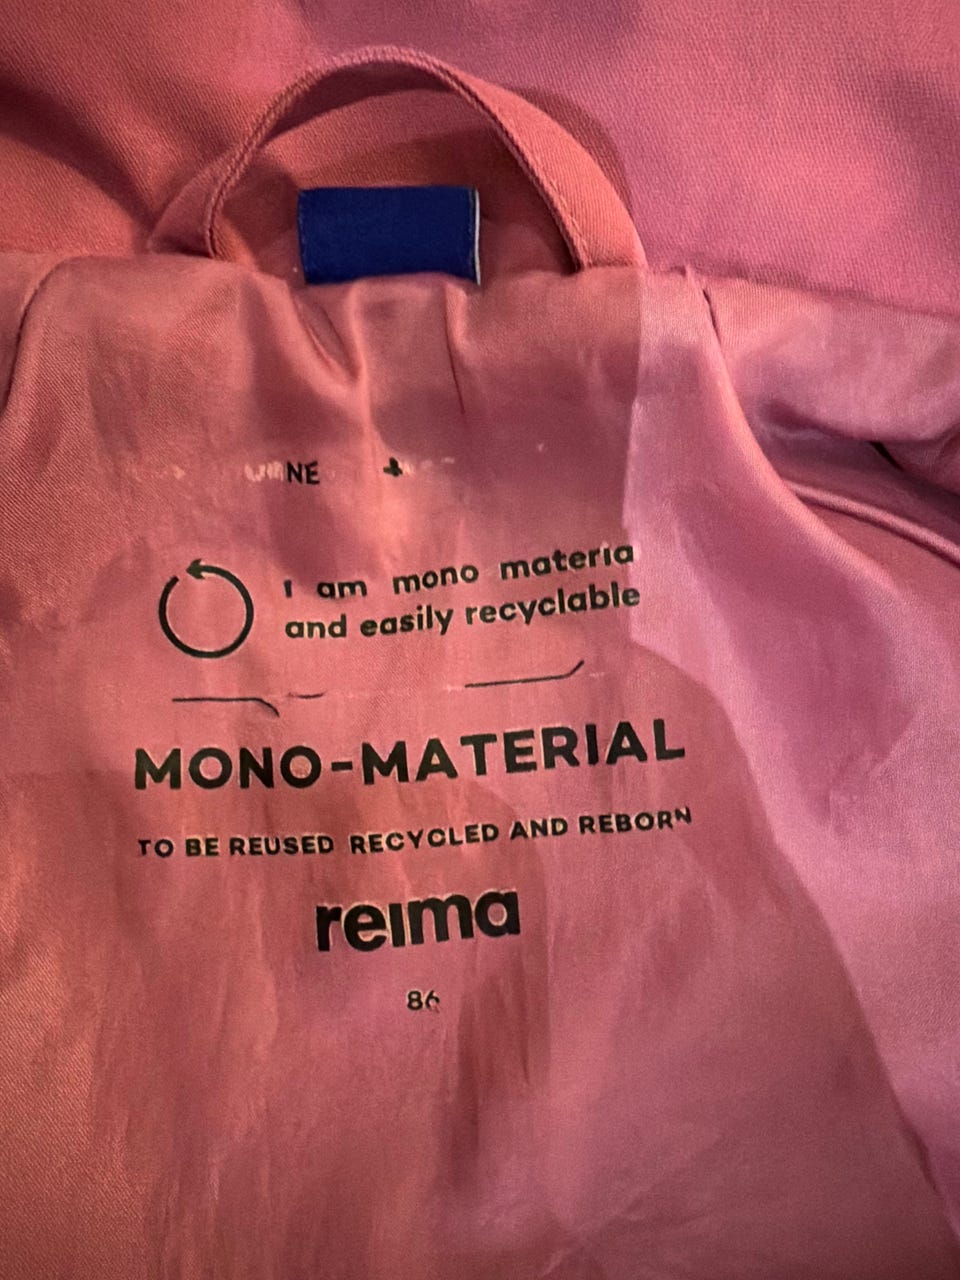 I am mono materia
and easily recyclable
MONO-MATERIAL
TO BE REUSED RECYCLED AND REBORN
reima
86